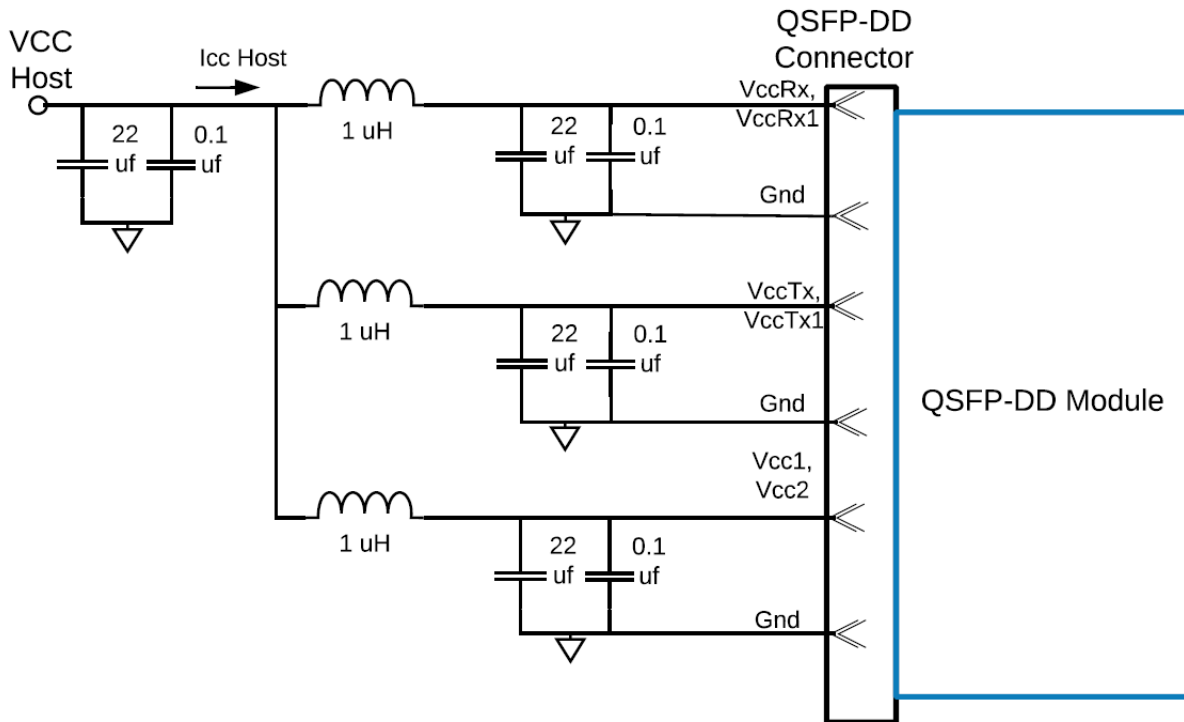 QSFP-DD
Connector
VCC
Host
Icc Host
VccRx,
VccRx1
1 uH
22
uf
0.1
uf
22
uf
0.1
uf
Gnd
VccTx,
VccTx1
1 uH
22
uf
0.1
uf
Gnd
QSFP-DD Module
Vcc1,
Vcc2
1 uH
22
uf
0.1
uf
Gnd